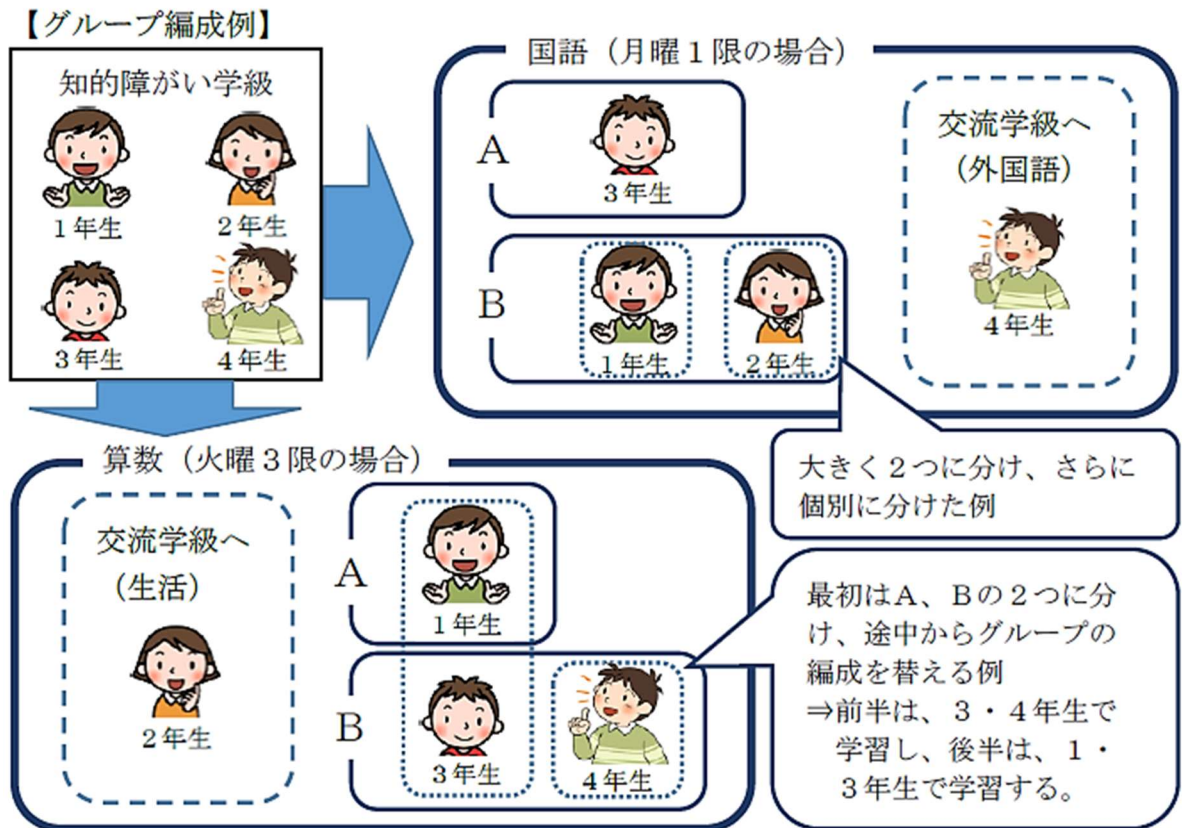 【グループ編成例】
知的障がい学級
1年生
2年生
3年生
4年生
国語（月曜1限の場合）
A
3年生
B
1年生
2年生
交流学級へ
（外国語）
4年生
大きく2つに分け、さらに
個別に分けた例
算数（火曜3限の場合）
交流学級へ
（生活）
2年生
A
1年生
B
3年生
4年生
最初はA、Bの2つに分
け、途中からグループの
編成を替える例
⇒前半は、3・4年生で
学習し、後半は、1・
3年生で学習する。